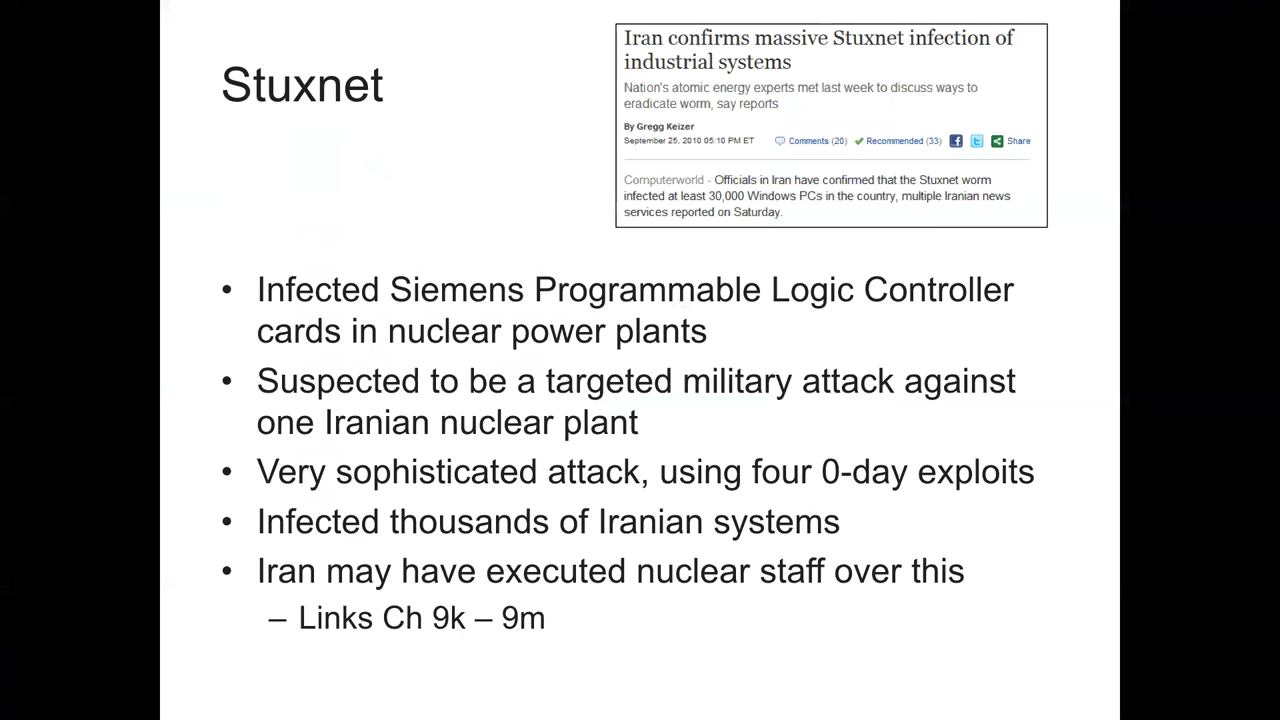 Stuxnet
Iran confirms massive Stuxnet infection of
industrial systems
Nation's atomic energy experts met last week to discuss ways to
eradicate worm, say reports
By Gregg Keizer
September 25, 2010 05:10 PM ET Comments (20) Recommended (33) Share
Computerworld - Officials in Iran have confirmed that the Stuxnet worm
infected at least 30,000 Windows PCs in the country, multiple Iranian news
services reported on Saturday.
• Infected Siemens Programmable Logic Controller
cards in nuclear power plants
• Suspected to be a targeted military attack against
one Iranian nuclear plant
• Very sophisticated attack, using four 0-day exploits
• Infected thousands of Iranian systems
• Iran may have executed nuclear staff over this
– Links Ch 9k – 9m